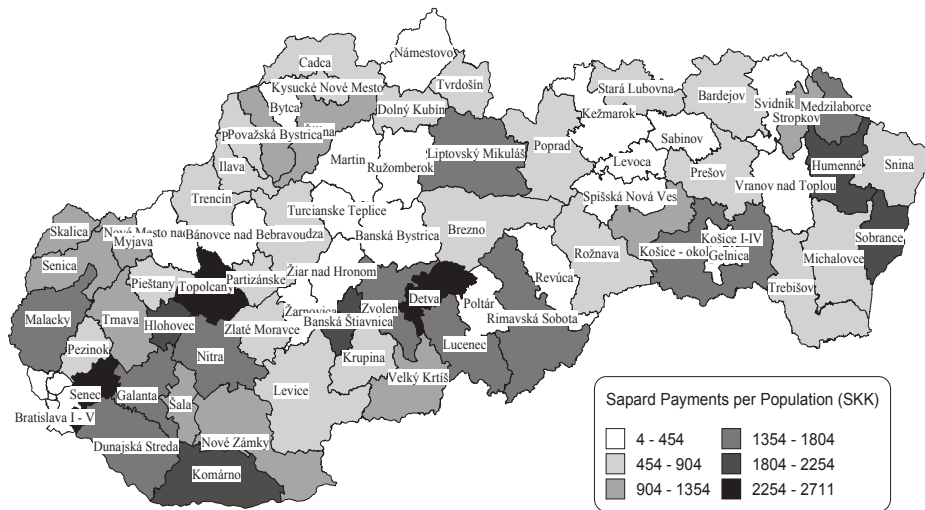 Námestovo
Cadca
Kysucké Nové Mesto
Tvrdošín
Bytca
Stará Lubovna
Bardejov
Svidník
Medzilaborce
Dolný Kubín
Kežmarok
Stropkov
Považská Bystrica
Sabinov
Martin
Liptovský Mikuláš
Poprad
Levoca
Humenné
Snina
Ilava
Ružomberok
Prešov
Vranov nad Toplou
Trencín
Turcianske Teplice
Spišská Nová Ves
Skalica
Nové Mesto nad
Bánovce nad Bebravou
Brezno
Košice I-IV
Sobrance
Myjava
Banská Bystrica
Rožnava
Košice - okol
Gelnica
Michalovce
Senica
Žiar nad Hronom
Revúca
Pieštany
Topolcany
Partizánske
Trebišov
Detva
Poltár
Malacky
Trnava
Hlohovec
Žarnovica
Zvolen
Banská Štiavnica
Rimavská Sobota
Zlaté Moravce
Lucenec
Pezinok
Nitra
Krupina
Velký Krtíš
Senec
Galanta
Šala
Levice
Bratislava I - V
Dunajská Streda
Nové Zámky
Komárno
Sapard Payments per Population (SKK)
4 - 454
1354 - 1804
454 - 904
1804 - 2254
904 - 1354
2254 - 2711